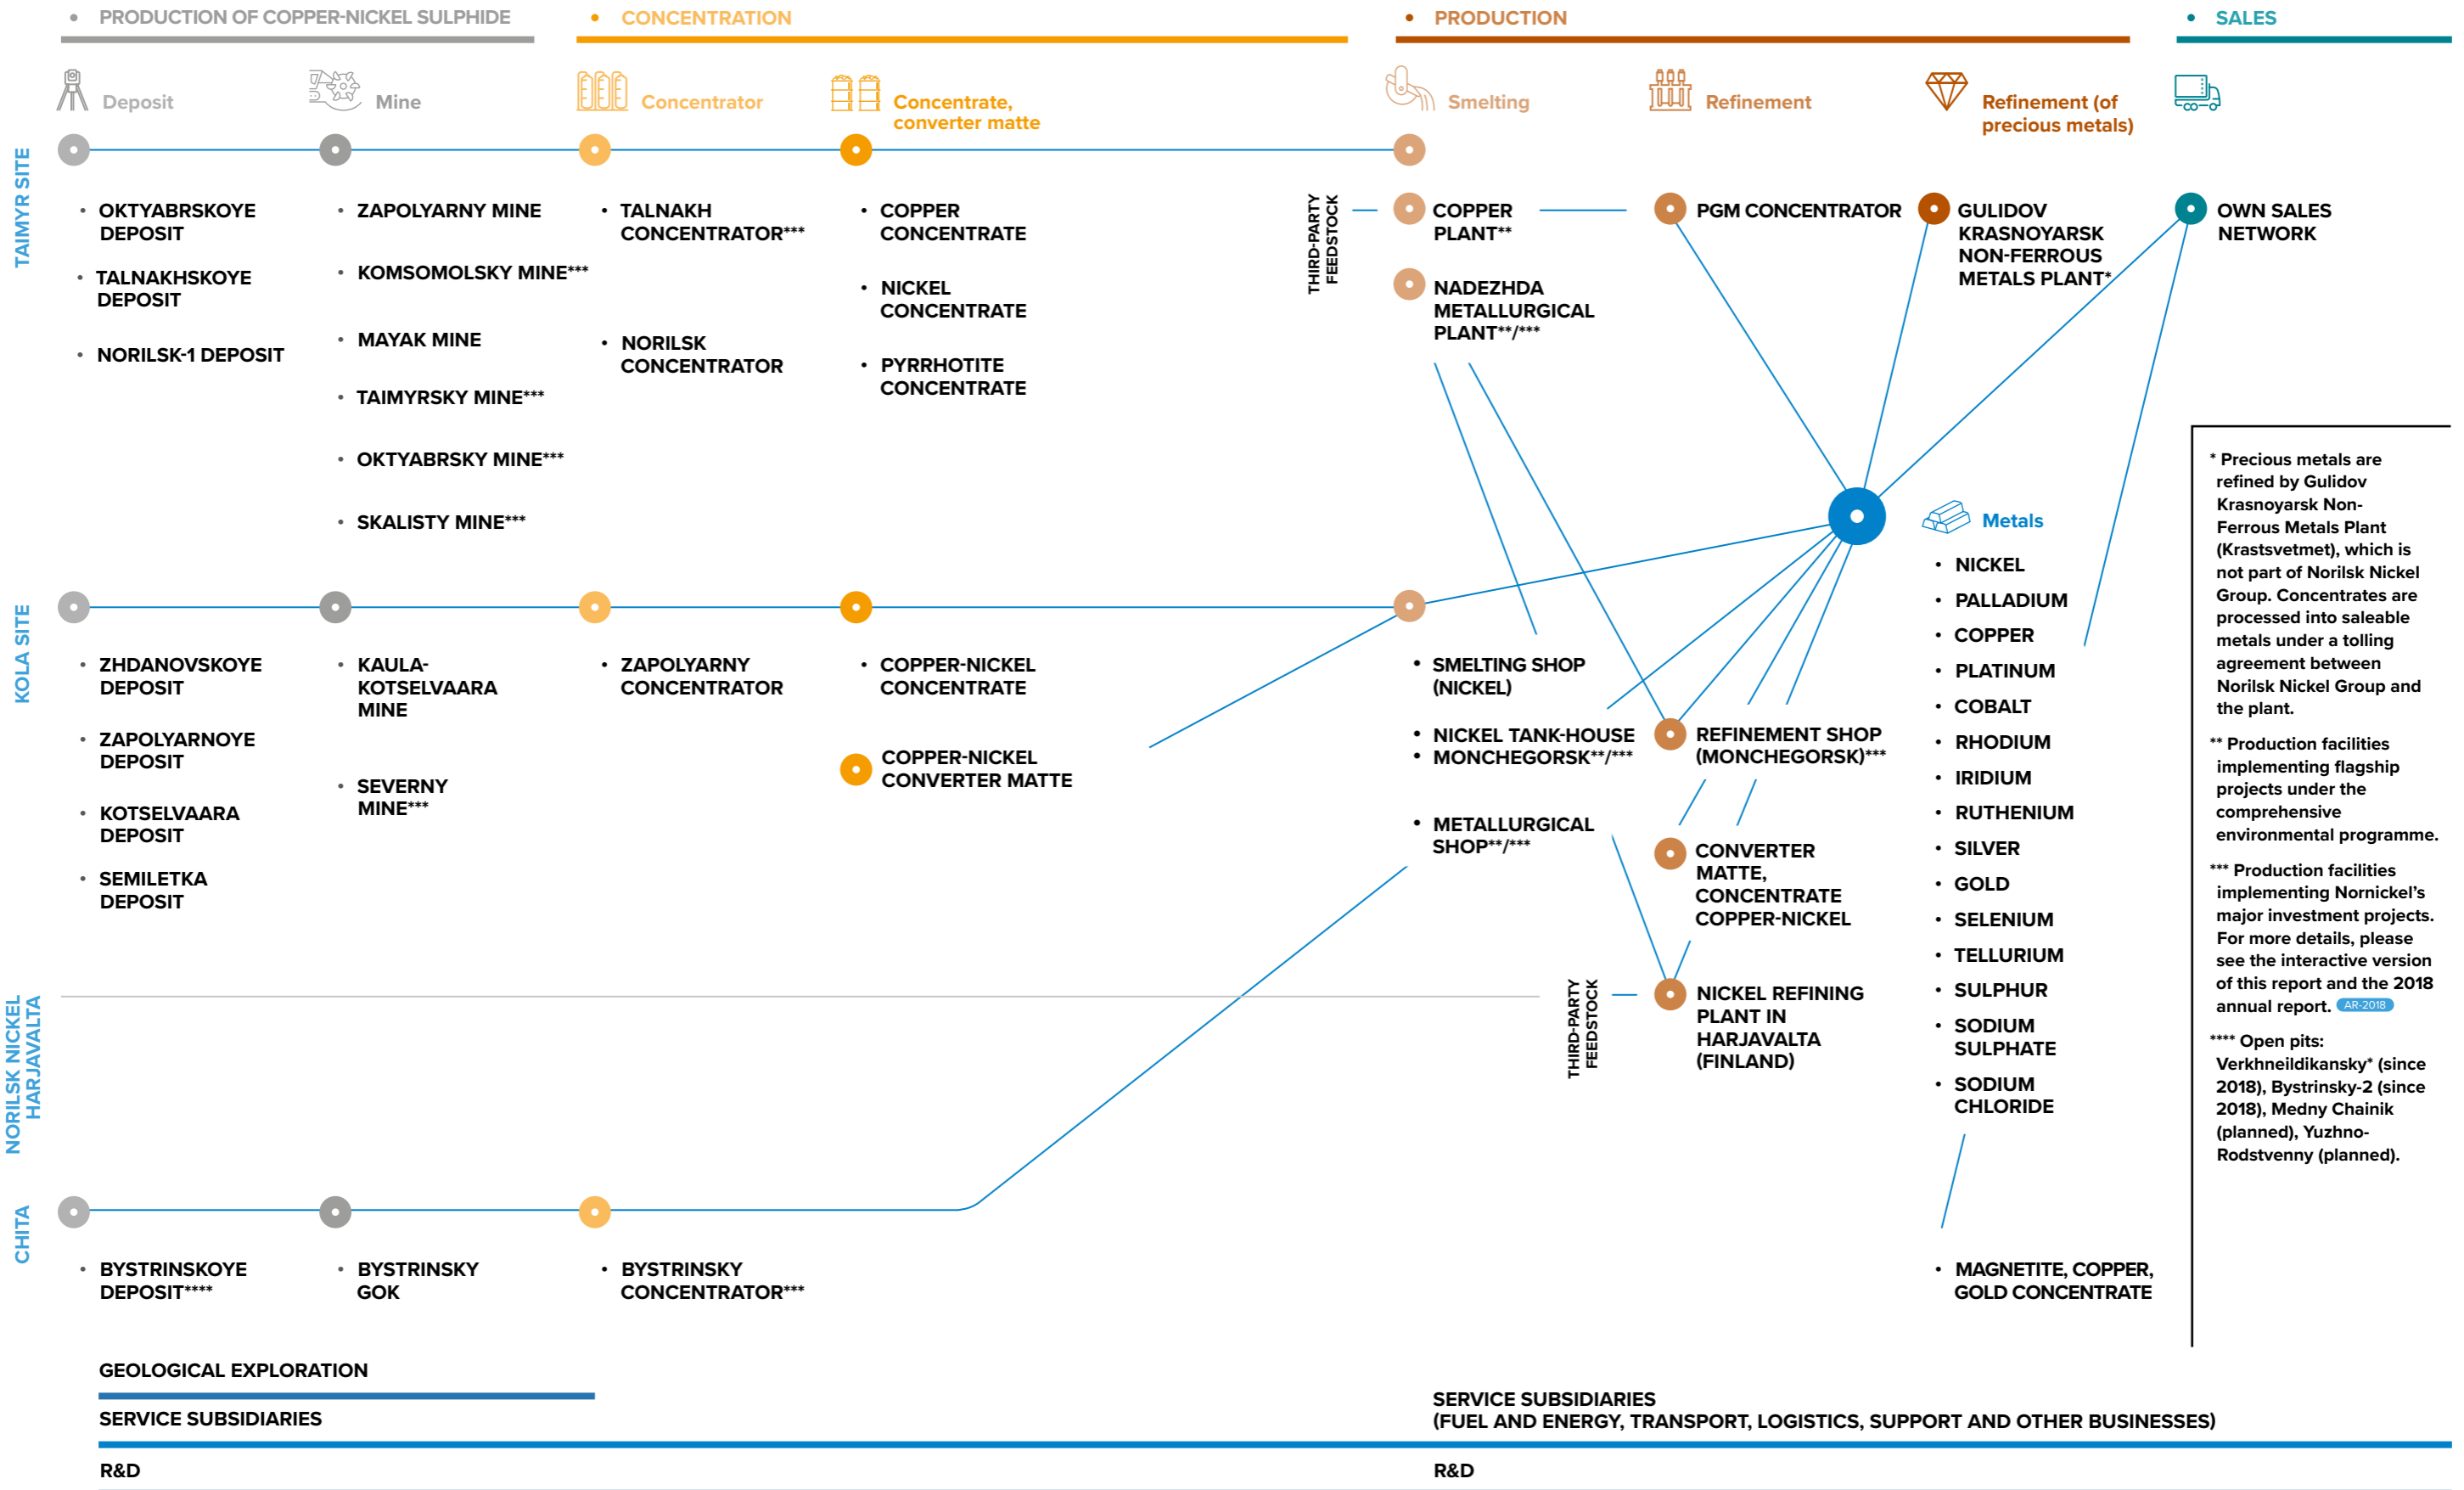 PRODUCTION OF COPPER-NICKEL SULPHIDE
CONCENTRATION
PRODUCTION
SALES
Deposit
Mine
Concentrator
Concentrate,
converter matte
Smelting
Refinement
Refinement (of
precious metals)
TAIMYR SITE
OKTYABRSKOYE
DEPOSIT
TALNAKHSKOYE
DEPOSIT
NORILSK-1 DEPOSIT
ZAPOLYARNY MINE
KOMSOMOLSKY MINE***
MAYAK MINE
TAIMYRSKY MINE***
OKTYABRSKY MINE***
SKALISTY MINE***
TALNAKH
CONCENTRATOR***
NORILSK
CONCENTRATOR
COPPER
CONCENTRATE
NICKEL
CONCENTRATE
PYRRHOTITE
CONCENTRATE
THIRD-PARTY
FEEDSTOCK
COPPER
PLANT**
NADEZHDA
METALLURGICAL
PLANT**/***
PGM CONCENTRATOR
GULIDOV
KRASNOYARSK
NON-FERROUS
METALS PLANT*
OWN SALES
NETWORK
KOLA SITE
ZHDANOVSKOYE
DEPOSIT
ZAPOLYARNOYE
DEPOSIT
KOTSELVAARA
DEPOSIT
SEMILETKA
DEPOSIT
KAULA-
KOTSELVAARA
MINE
SEVERNY
MINE***
ZAPOLYARNY
CONCENTRATOR
COPPER-NICKEL
CONCENTRATE
COPPER-NICKEL
CONVERTER MATTE
SMELTING SHOP
(NICKEL)
NICKEL TANK-HOUSE
MONCHEGORSK**/***
METALLURGICAL
SHOP**/***
REFINEMENT SHOP
(MONCHEGORSK)***
CONVERTER
MATTE,
CONCENTRATE
COPPER-NICKEL
Metals
NICKEL
PALLADIUM
COPPER
PLATINUM
COBALT
RHODIUM
IRIDIUM
RUTHENIUM
SILVER
GOLD
SELENIUM
TELLURIUM
SULPHUR
SODIUM
SULPHATE
SODIUM
CHLORIDE
NORILSK NICKEL
HARJAVALTA
THIRD-PARTY
FEEDSTOCK
NICKEL REFINING
PLANT IN
HARJAVALTA
(FINLAND)
CHITA
BYSTRINSKOYE
DEPOSIT****
BYSTRINSKY
GOK
BYSTRINSKY
CONCENTRATOR***
MAGNETITE, COPPER,
GOLD CONCENTRATE
* Precious metals are
refined by Gulidov
Krasnoyarsk Non-
Ferrous Metals Plant
(Krastsvetmet), which is
not part of Norilsk Nickel
Group. Concentrates are
processed into saleable
metals under a tolling
agreement between
Norilsk Nickel Group and
the plant.
** Production facilities
implementing flagship
projects under the
comprehensive
environmental programme.
*** Production facilities
implementing Nornickel's
major investment projects.
For more details, please
see the interactive version
of this report and the 2018
annual report. AR-2018
**** Open pits:
Verkhneildikansky* (since
2018), Bystrinsky-2 (since
2018), Medny Chainik
(planned), Yuzhno-
Rodstvenny (planned).
GEOLOGICAL EXPLORATION
SERVICE SUBSIDIARIES
SERVICE SUBSIDIARIES
(FUEL AND ENERGY, TRANSPORT, LOGISTICS, SUPPORT AND OTHER BUSINESSES)
R&D
R&D